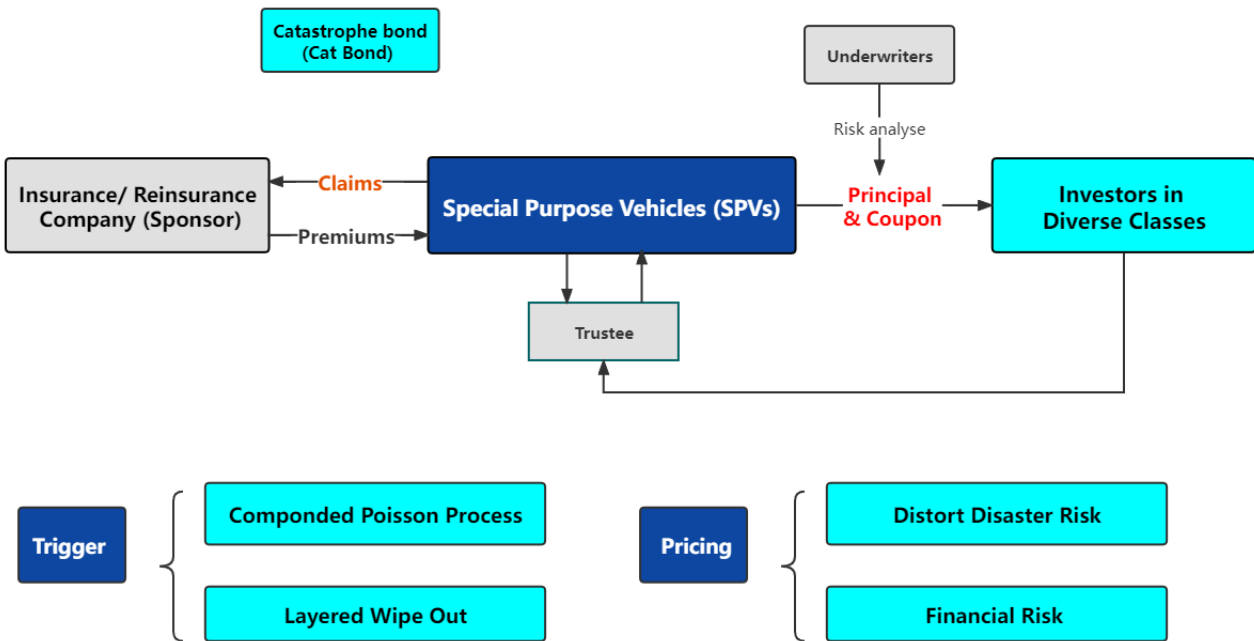 Catastrophe bond
(Cat Bond)
Underwriters
Risk analyse
Insurance/ Reinsurance
Company (Sponsor)
Claims
Premiums
Special Purpose Vehicles (SPVs)
Principal
& Coupon
Investors in
Diverse Classes
Trustee
Trigger
Componded Poisson Process
Layered Wipe Out
Pricing
Distort Disaster Risk
Financial Risk